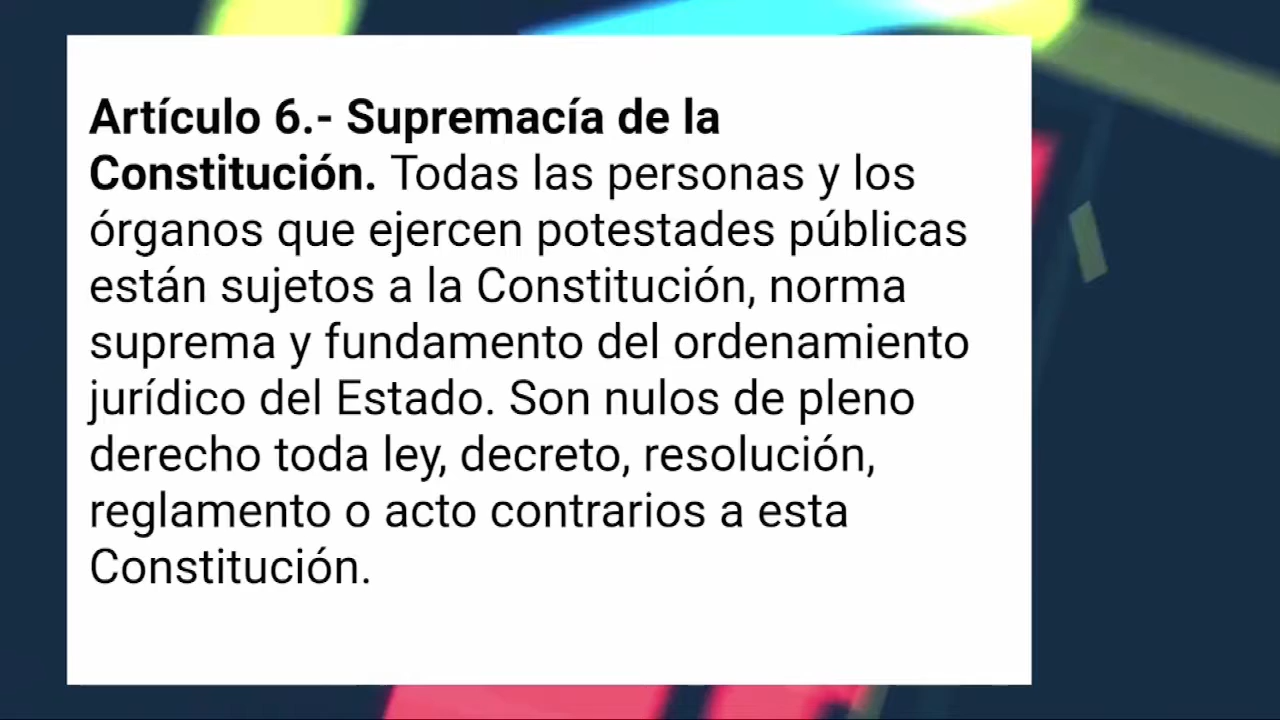 Artículo 6.- Supremacía de la
Constitución. Todas las personas y los
órganos que ejercen potestades públicas
están sujetos a la Constitución, norma
suprema y fundamento del ordenamiento
jurídico del Estado. Son nulos de pleno
derecho toda ley, decreto, resolución,
reglamento o acto contrarios a esta
Constitución.